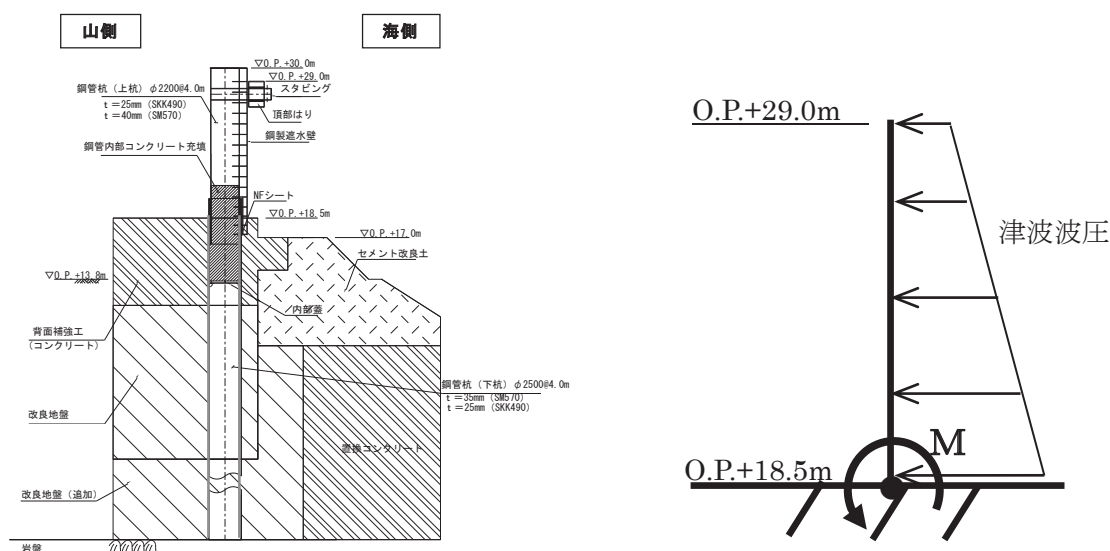 山側
海側
▽O.P.+30.0m
▽O.P.+29.0m
スタビング
鋼管杭（上杭）φ2200@4.0m
t＝25mm (SKK490)
t＝40mm (SM570)
頂部はり
鋼製遮水壁
鋼管内部コンクリート充填
NFシート
▽O.P.+18.5m
▽O.P.+17.0m
セメント改良土
▽O.P.+13.8m
内部蓋
背面補強工
(コンクリート)
鋼管杭（下杭）φ2500@4.0m
t＝35mm (SM570)
t＝25mm (SKK490)
改良地盤
置換コンクリート
改良地盤（追加）
岩盤
O.P.+29.0m
津波波圧
M
O.P.+18.5m